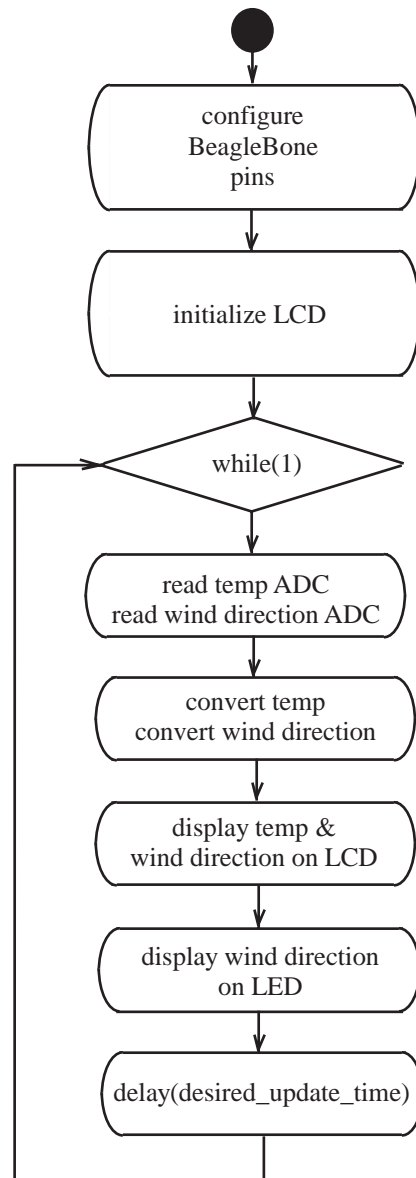 configure
BeagleBone
pins
initialize LCD
while(1)
read temp ADC
read wind direction ADC
convert temp
convert wind direction
display temp &
wind direction on LCD
display wind direction
on LED
delay(desired_update_time)